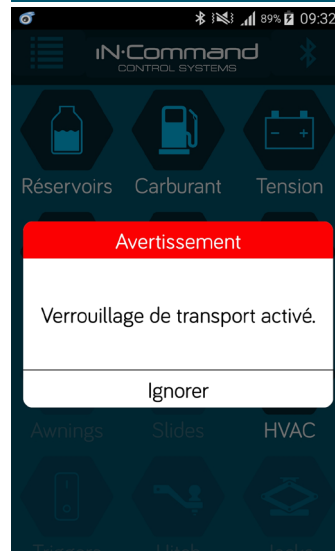 89% 09:32
iN·Command
CONTROL SYSTEMS
Réservoirs Carburant Tension
Avertissement
Verrouillage de transport activé.
Ignorer
Awnings Slides HVAC